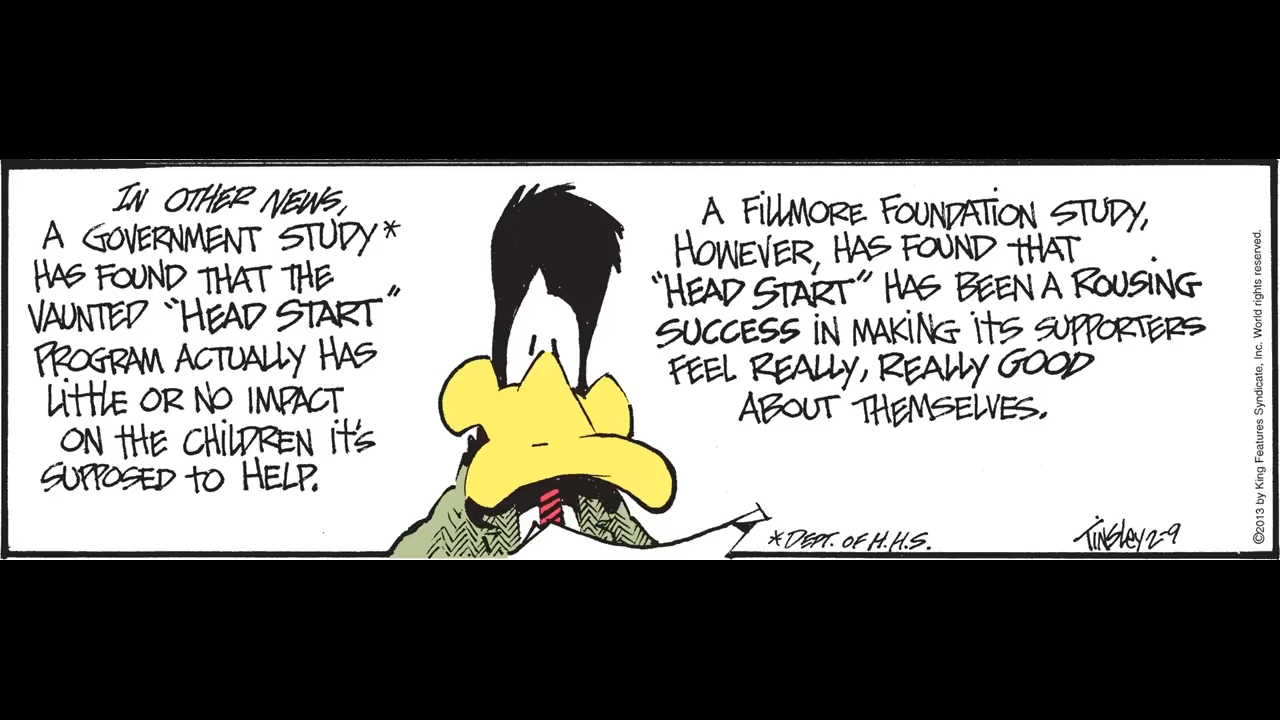 IN OTHER NEWS,
A GOVERNMENT STUDY*
HAS FOUND THAT THE
VAUNTED "HEAD START"
PROGRAM ACTUALLY HAS
LITTLE OR NO IMPACT
ON THE CHILDREN IT'S
SUPPOSED TO HELP.
A FILLMORE FOUNDATION STUDY,
HOWEVER, HAS FOUND THAT
"HEAD START" HAS BEEN A ROUSING
SUCCESS IN MAKING ITS SUPPORTERS
FEEL REALLY, REALLY GOOD
ABOUT THEMSELVES.
*DEPT. OF H.H.S.
TINSLEY 2-9
©2013 by King Features Syndicate, Inc. World rights reserved.